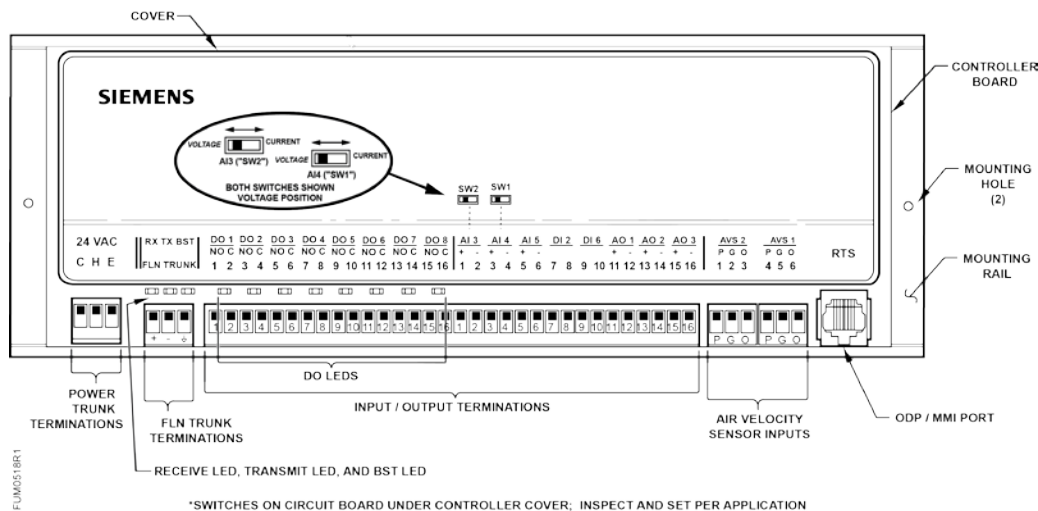 COVER
CONTROLLER
BOARD
SIEMENS
VOLTAGE
CURRENT
AI3 ("SW2")
VOLTAGE
CURRENT
AI4 ("SW1")
BOTH SWITCHES SHOWN
VOLTAGE POSITION
SW2 SW1
MOUNTING
HOLE
(2)
24 VAC
C H E
RX TX BST
FLN TRUNK
DO 1 DO 2 DO 3 DO 4 DO 5 DO 6 DO 7 DO 8 AI 3 AI 4 AI 5 DI 2 DI 6 AO 1 AO 2 AO 3
NO C NO C NO C NO C NO C NO C NO C NO C + - + - + - + - + - + -
1 2 3 4 5 6 7 8 9 10 11 12 13 14 15 16 1 2 3 4 5 6 7 8 9 10 11 12 13 14 15 16
AVS 2 AVS 1
P G O P G O
1 2 3 4 5 6
RTS
MOUNTING
RAIL
1 2 3 4 5 6 7 8 9 10 11 12 13 14 15 16 1 2 3 4 5 6 7 8 9 10 11 12 13 14 15 16
+ - ⏚
P G O P G O
DO LEDS
POWER
TRUNK
TERMINATIONS
FLN TRUNK
TERMINATIONS
INPUT / OUTPUT TERMINATIONS
AIR VELOCITY
SENSOR INPUTS
ODP / MMI PORT
RECEIVE LED, TRANSMIT LED, AND BST LED
FUM0518R1
*SWITCHES ON CIRCUIT BOARD UNDER CONTROLLER COVER; INSPECT AND SET PER APPLICATION